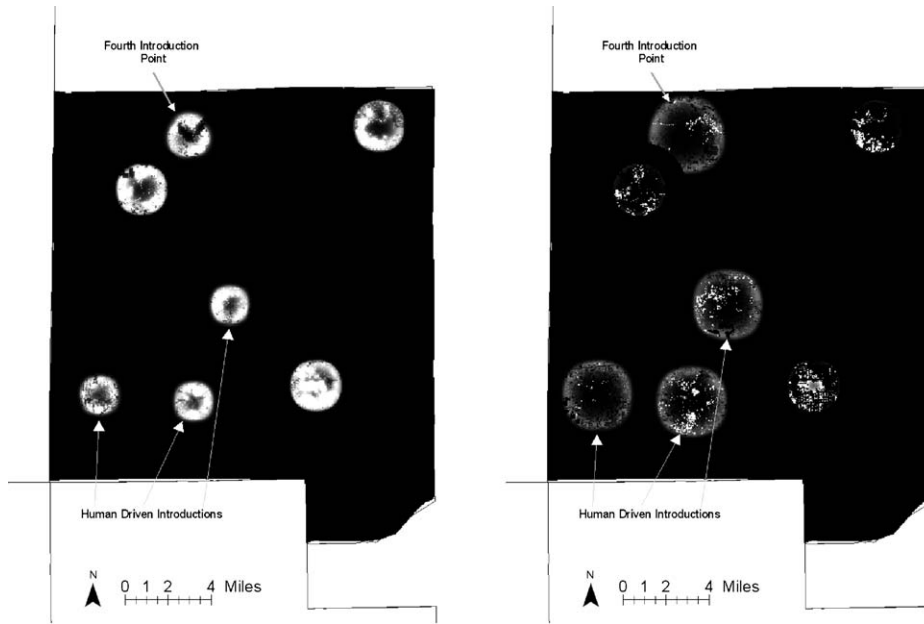 Fourth Introduction
Point
Human Driven Introductions
N
0 1 2 4 Miles
Fourth Introduction
Point
Human Driven Introductions
N
0 1 2 4 Miles